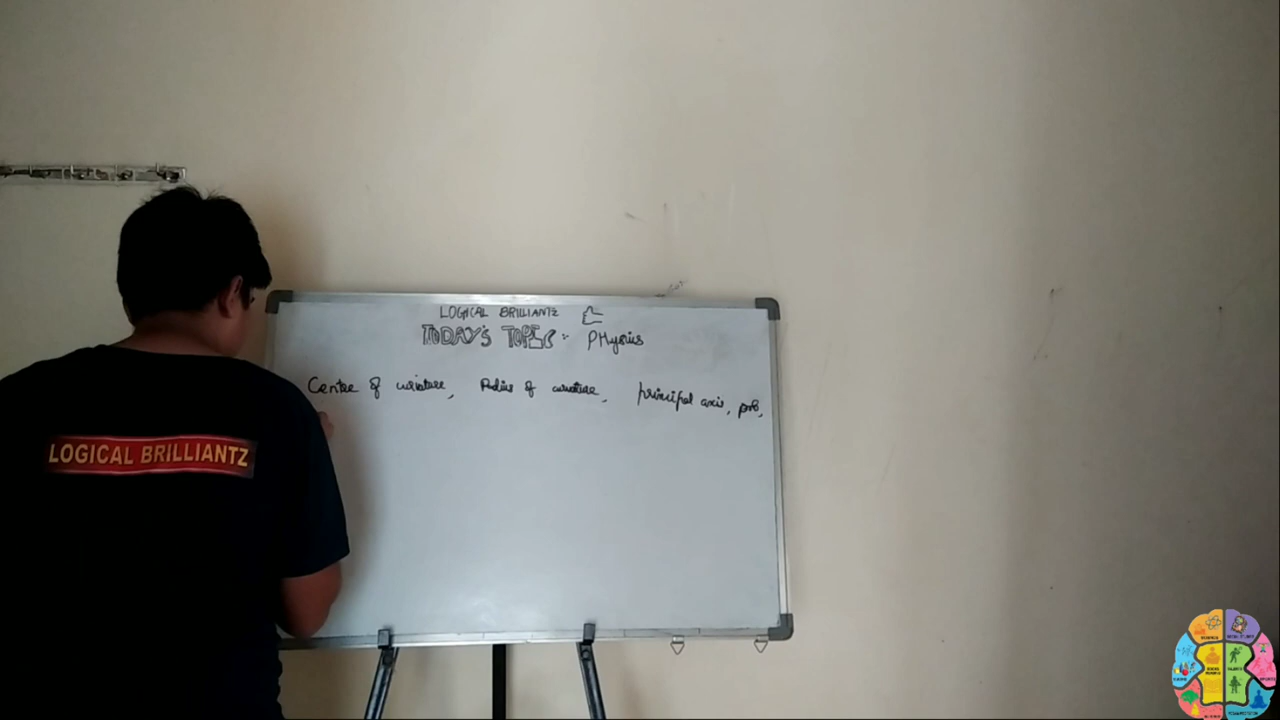 LOGICAL BRILLIANTZ
TODAY'S TOPIC :- PHysics
Centre of curvature, Radius of curvature, principal axis, pole,
LOGICAL BRILLIANTZ